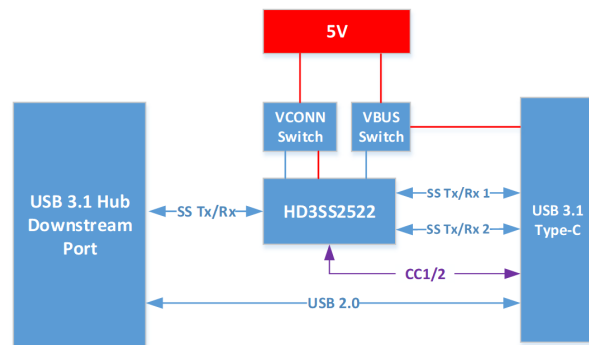 5V
VCONN
Switch
VBUS
Switch
USB 3.1 Hub
Downstream
Port
SS Tx/Rx
HD3SS2522
SS Tx/Rx 1
SS Tx/Rx 2
USB 3.1
Type-C
CC1/2
USB 2.0